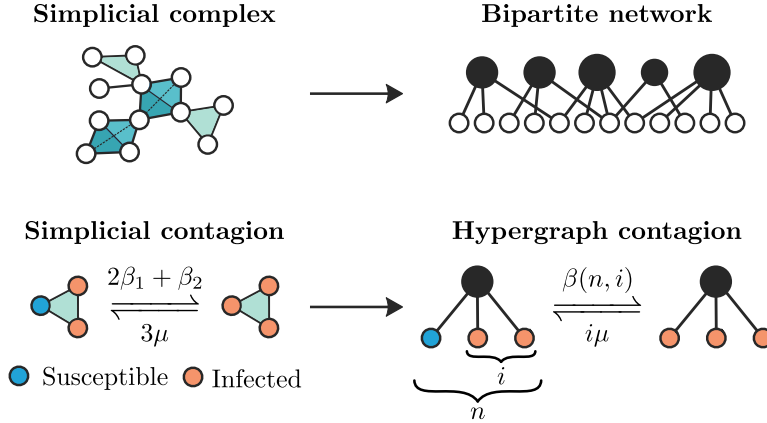 Simplicial complex
Bipartite network
Simplicial contagion
Hypergraph contagion
2β₁ + β₂
3μ
β(n, i)
iμ
Susceptible
Infected
i
n